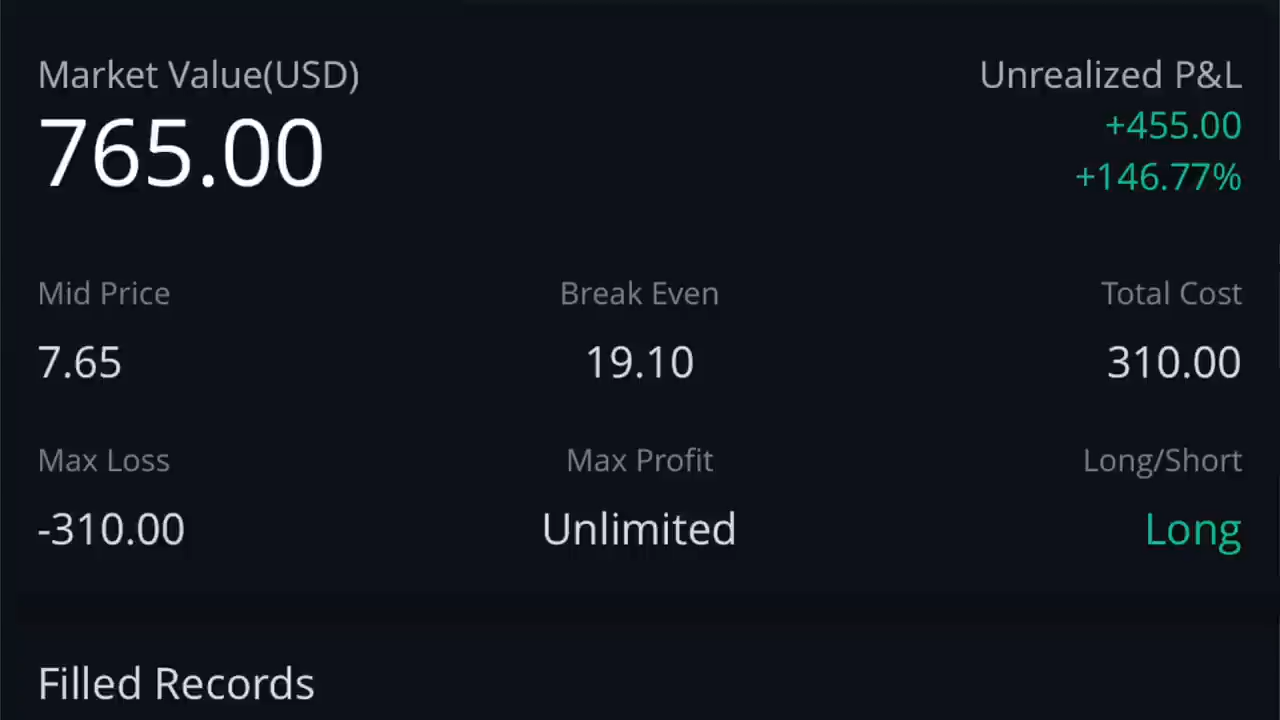 Market Value(USD)
Unrealized P&L
765.00
+455.00
+146.77%
Mid Price
Break Even
Total Cost
7.65
19.10
310.00
Max Loss
Max Profit
Long/Short
-310.00
Unlimited
Long
Filled Records